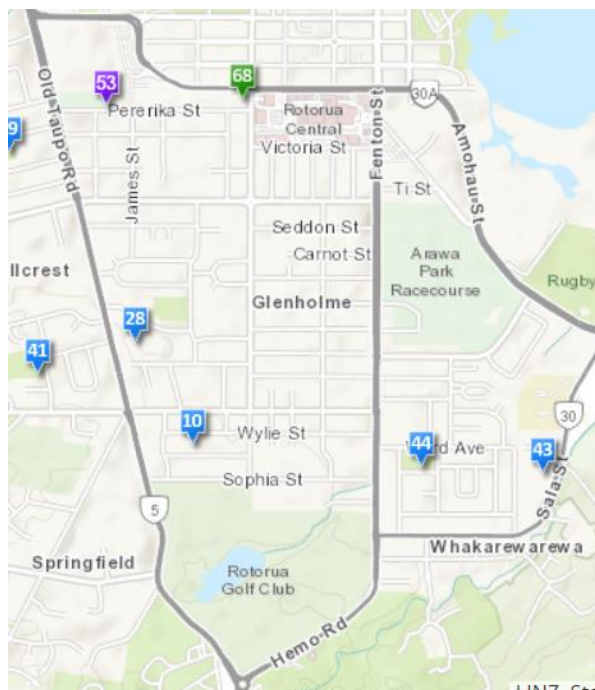 53
68
Old Taupo Rd
Pererika St
30A
Rotorua
Central
Fenton St
Amohau St
9
Victoria St
James St
Ti St
Seddon St
Carnot St
Arawa
Park
Racecourse
Rugby
llcrest
Glenholme
28
41
10
Wylie St
44
Ave
43
30
Sala St
Sophia St
5
Springfield
Whakarewarewa
Rotorua
Golf Club
Hemo Rd